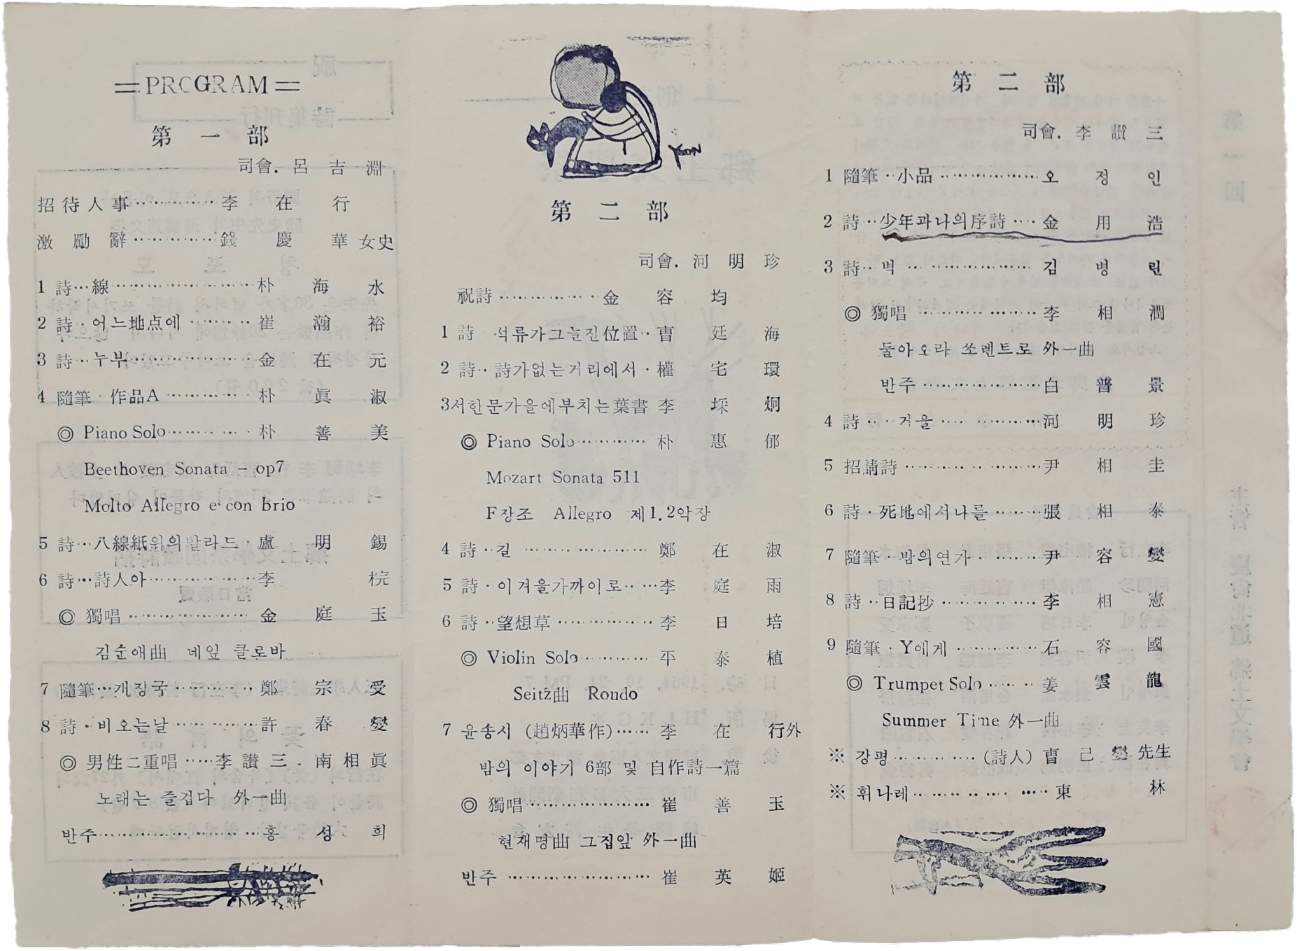 =PROGRAM=
第一部
司會. 呂吉淵
招待人事············李在行
激励辭············錢慶華女史
1 詩···線·················朴海水
2 詩·어느地点에···崔瀚裕
3 詩··누부············金在元
4 隨筆·作品A············朴眞淑
◎ Piano Solo············朴善美
Beethoven Sonata - op7
Molto Allegro e con brio
5 詩··八線紙위의발라드·盧明錫
6 詩···詩人아············李梡
◎ 獨唱···············金庭玉
김순애曲 네잎 클로바
7 隨筆···개장국·········鄭宗受
8 詩·비오는날·········許春燮
◎ 男性二重唱···李讃三·南相眞
노래는 즐겁다 外一曲
반주·················홍성희
第二部
司會. 河明珍
祝詩············金容均
1 詩 석류가그늘진位置·曺廷海
2 詩··詩가없는거리에서·權宅環
3서한문가을에부치는葉書 李埰炯
◎ Piano Solo·········朴惠郁
Mozart Sonata 511
F장조 Allegro 제1.2악장
4 詩·길 ···············鄭在淑
5 詩·이겨울가까이로·····李庭雨
6 詩·望想草············李日培
◎ Violin Solo·········平泰植
Seitz曲 Roudo
7 윤송시 (趙炳華作)·····李在行外
밤의 이야기 6部 및 自作詩一篇
◎ 獨唱···············崔善玉
현재명曲 그집앞 外一曲
반주 ··················崔英姬
第二部
司會. 李讃三
1 隨筆·小品···············오정인
2 詩··少年과나의序詩···金用浩
3 詩··벽···············김병린
◎ 獨唱···············李相潤
돌아오라 쏘렌트로 外一曲
반주···············白普景
4 詩···거울············河明珍
5 招請詩···············尹相圭
6 詩··死地에서나를······張相泰
7 隨筆·밤의연가·······尹容燮
8 詩··日記抄············李相憲
9 隨筆·Y에게·········石容國
◎ Trumpet Solo······姜雲龍
Summer Time 外一曲
※ 강평············(詩人) 曺己燮先生
※ 휘나레···············東林